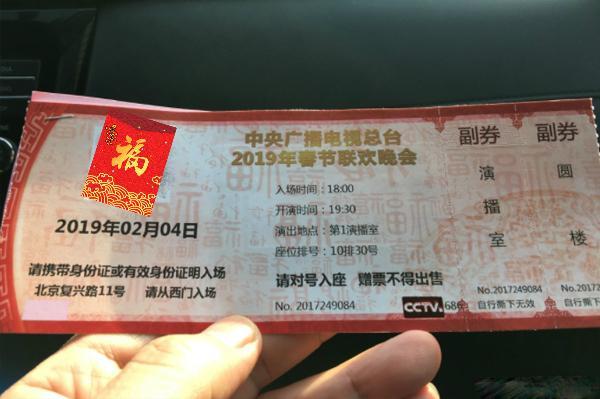 福
中央广播电视总台
2019年春节联欢晚会
入场时间：18:00
开演时间：19:30
演出地点：第1演播室
座位排号：10排30号
2019年02月04日
请携带身份证或有效身份证明入场
北京复兴路11号 请从西门入场
请对号入座 赠票不得出售
No. 2017249084
CCTV.
686
副券
演播室
No.2017249084
自行撕下无效
副券
圆楼
No.20172490
自行撕下